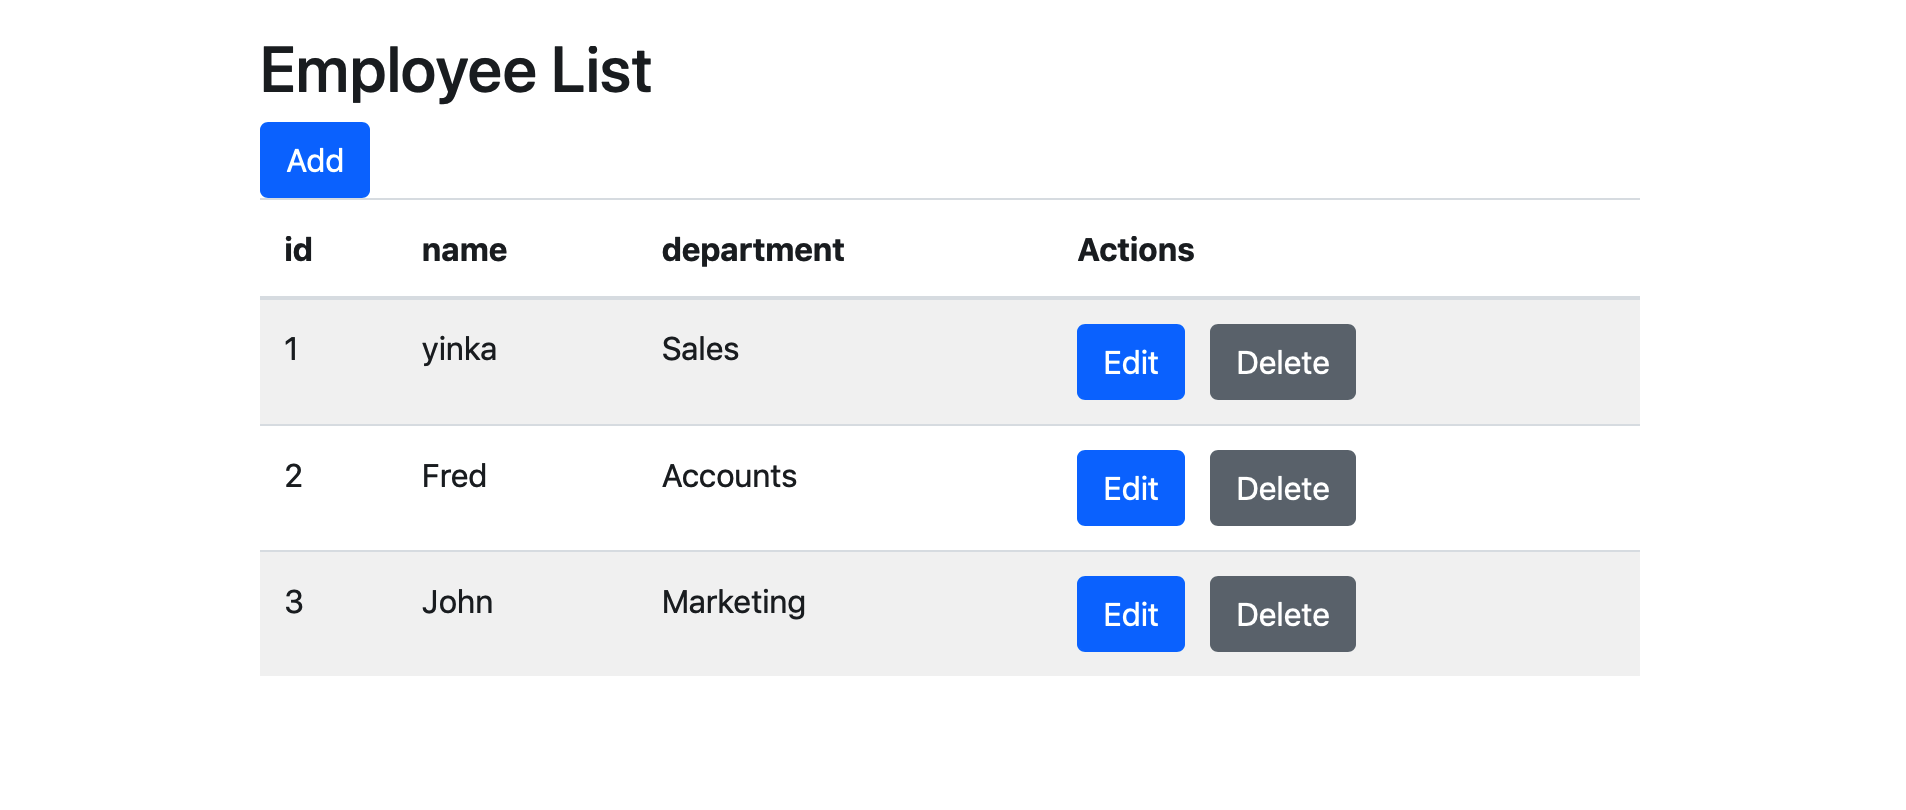 Employee List
Add
id name department Actions
1 yinka Sales Edit Delete
2 Fred Accounts Edit Delete
3 John Marketing Edit Delete